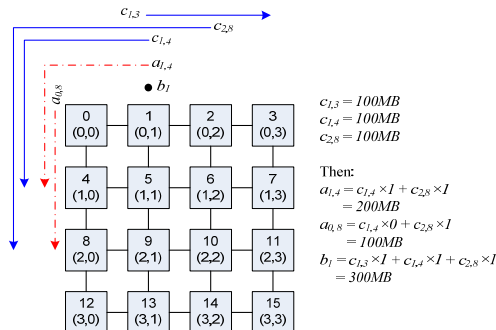 c1,3
c2,8
c1,4
a1,4
a0,8
b1
0 1 2 3
(0,0) (0,1) (0,2) (0,3)
4 5 6 7
(1,0) (1,1) (1,2) (1,3)
8 9 10 11
(2,0) (2,1) (2,2) (2,3)
12 13 14 15
(3,0) (3,1) (3,2) (3,3)
c1,3 = 100MB
c1,4 = 100MB
c2,8 = 100MB
Then:
a1,4 = c1,4 ×1 + c2,8 ×1
= 200MB
a0,8 = c1,4 ×0 + c2,8 ×1
= 100MB
b1 = c1,3 ×1 + c1,4 ×1 + c2,8 ×1
= 300MB